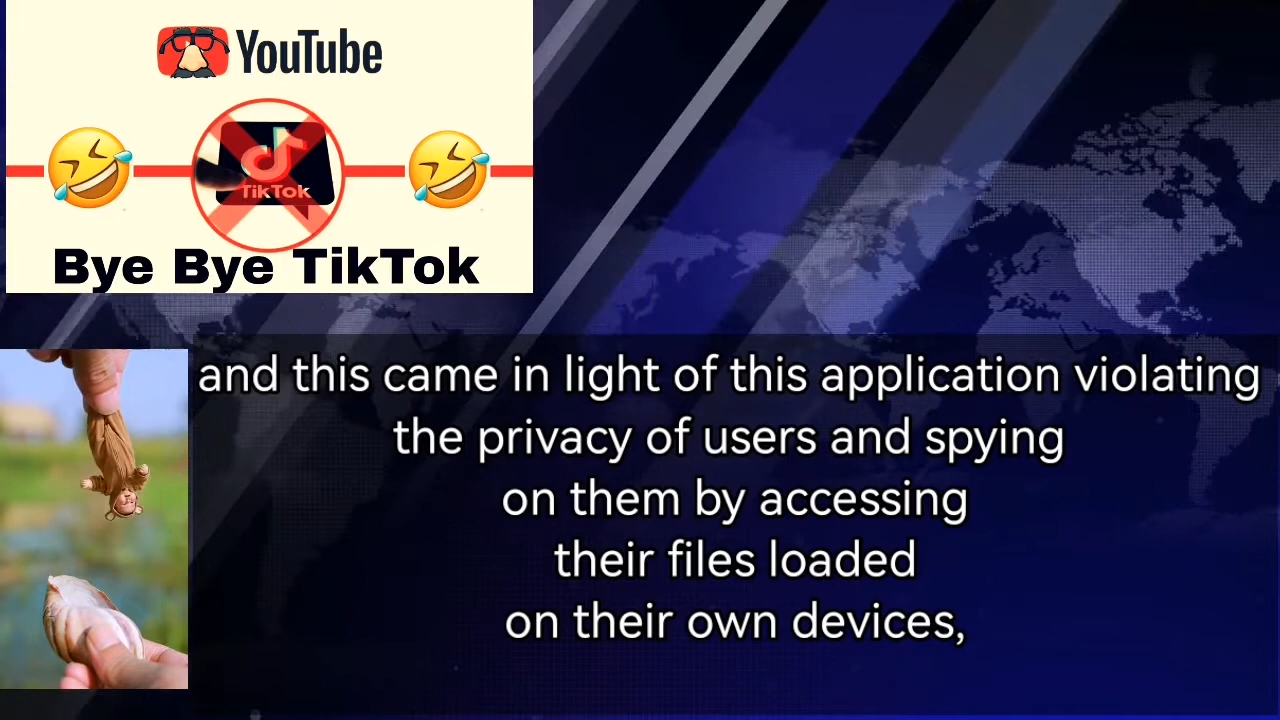 YouTube
TikTok
Bye Bye TikTok
and this came in light of this application violating
the privacy of users and spying
on them by accessing
their files loaded
on their own devices,